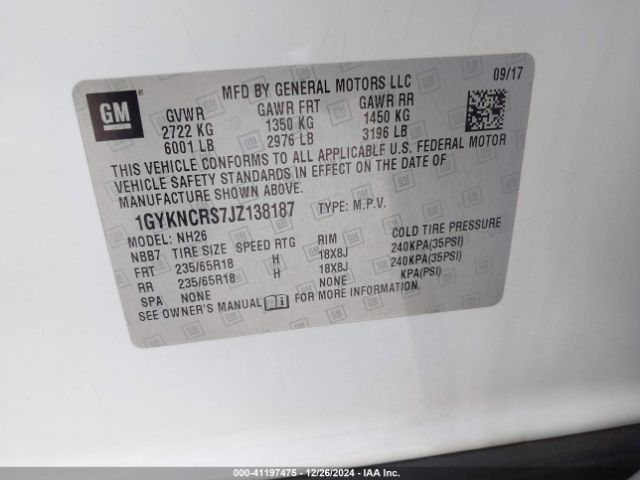 GM
MFD BY GENERAL MOTORS LLC
09/17
GVWR GAWR FRT GAWR RR
2722 KG 1350 KG 1450 KG
6001 LB 2976 LB 3196 LB
THIS VEHICLE CONFORMS TO ALL APPLICABLE U.S. FEDERAL MOTOR
VEHICLE SAFETY STANDARDS IN EFFECT ON THE DATE OF
MANUFACTURE SHOWN ABOVE.
1GYKNCRS7JZ138187 TYPE: M.P.V.
MODEL: NH26
NBB7 TIRE SIZE SPEED RTG RIM COLD TIRE PRESSURE
FRT 235/65R18 H 18X8J 240KPA(35PSI)
RR 235/65R18 H 18X8J 240KPA(35PSI)
SPA NONE NONE KPA(PSI)
SEE OWNER'S MANUAL FOR MORE INFORMATION.
000-41197475 - 12/26/2024 - IAA Inc.